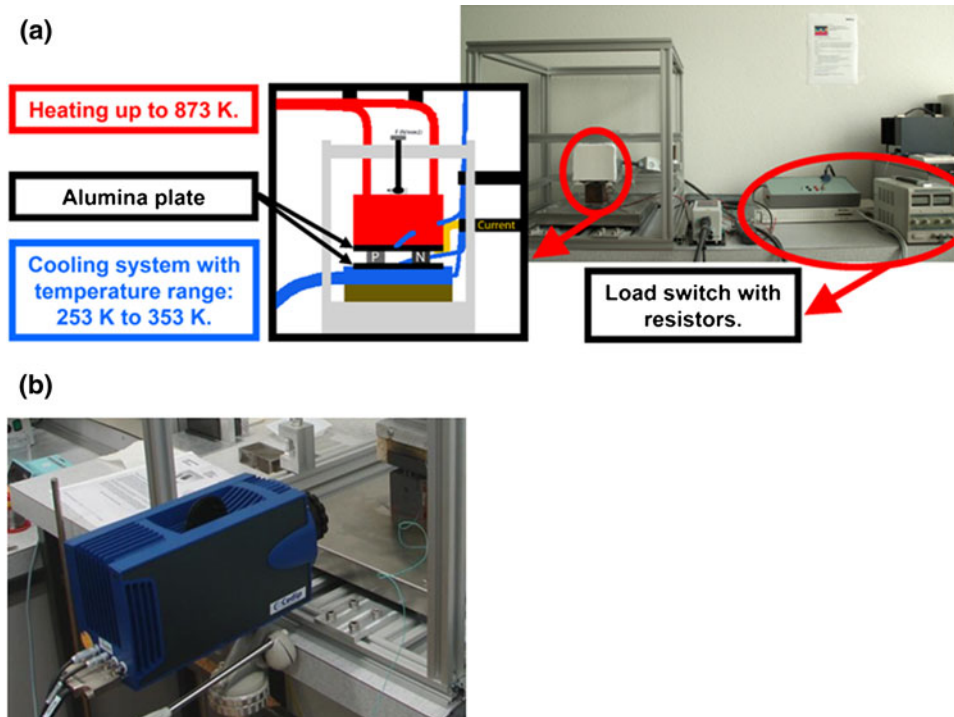 (a)
Heating up to 873 K.
Alumina plate
Cooling system with
temperature range:
253 K to 353 K.
P
N
Current
Load switch with
resistors.
(b)
Cedip